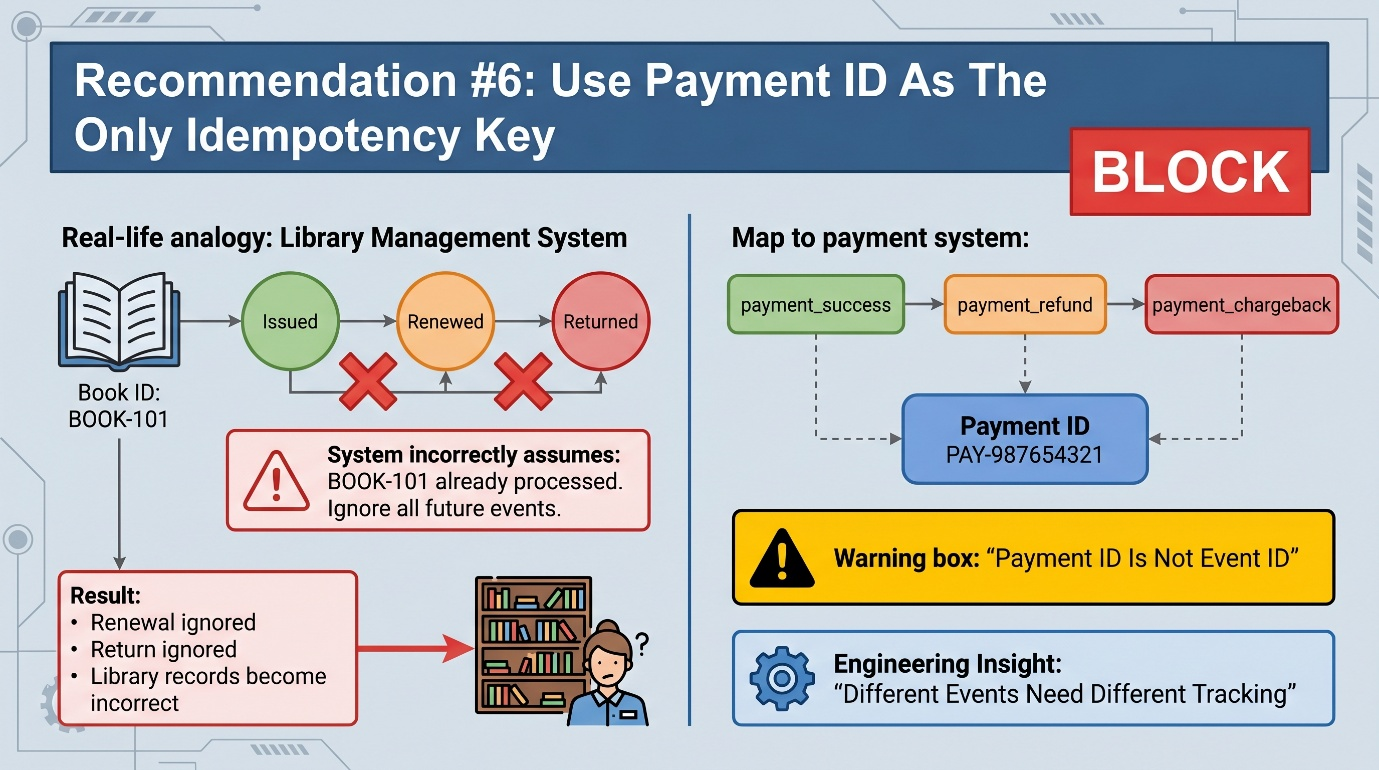 Recommendation #6: Use Payment ID As The
Only Idempotency Key
BLOCK
Real-life analogy: Library Management System
Book ID:
BOOK-101
Issued
Renewed
Returned
System incorrectly assumes:
BOOK-101 already processed.
Ignore all future events.
Result:
• Renewal ignored
• Return ignored
• Library records become
incorrect
?
Map to payment system:
payment_success
payment_refund
payment_chargeback
Payment ID
PAY-987654321
Warning box: “Payment ID Is Not Event ID”
Engineering Insight:
“Different Events Need Different Tracking”